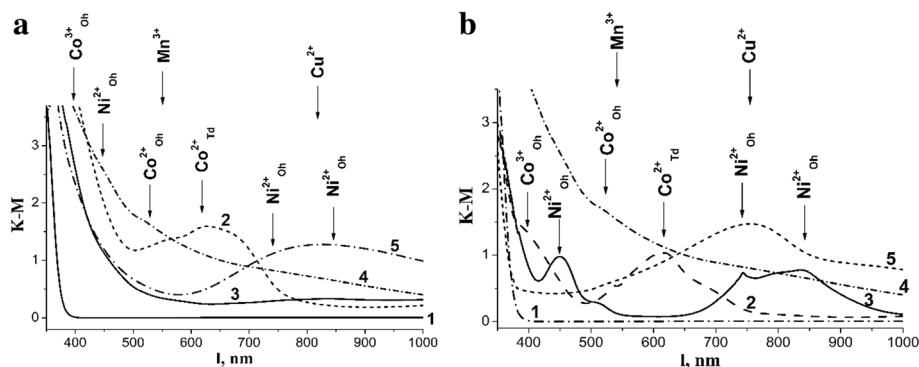 a
Co3+Oh
Ni2+Oh
Mn3+
Co2+Oh
Co2+Td
Cu2+
Ni2+Oh
Ni2+Oh
K-M
3
2
1
0
2
5
4
3
1
400 500 600 700 800 900 1000
l, nm
b
Mn3+
Cu2+
Co3+Oh
Ni2+Oh
Co2+Oh
Co2+Td
Ni2+Oh
Ni2+Oh
K-M
3
2
1
0
5
4
1
2
3
400 500 600 700 800 900 1000
l, nm